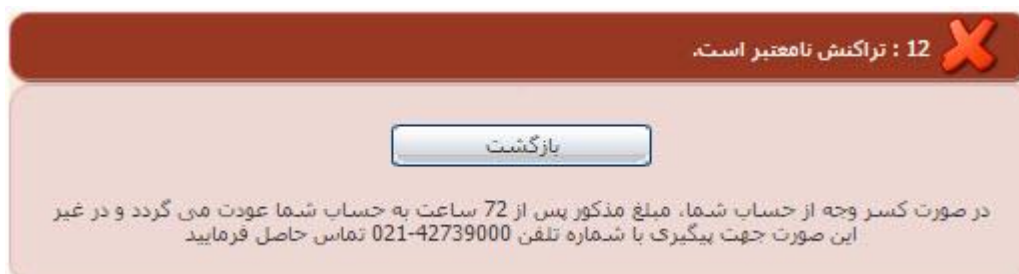 12 : تراکنش نامعتبر است.
بازگشت
در صورت کسر وجه از حساب شما، مبلغ مذکور پس از 72 ساعت به حساب شما عودت می گردد و در غیر
این صورت جهت پیگیری با شماره تلفن 42739000-021 تماس حاصل فرمایید